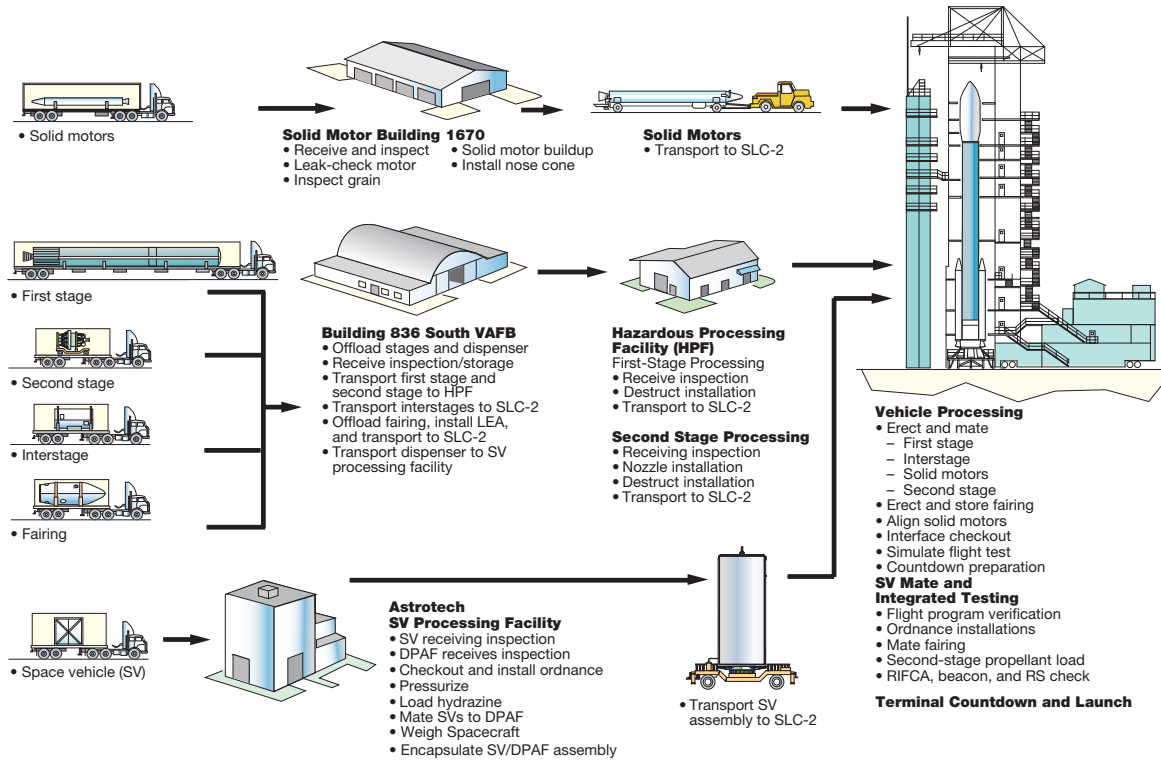 • Solid motors
Solid Motor Building 1670
• Receive and inspect
• Leak-check motor
• Inspect grain
• Solid motor buildup
• Install nose cone
Solid Motors
• Transport to SLC-2
• First stage
• Second stage
• Interstage
• Fairing
Building 836 South VAFB
• Offload stages and dispenser
• Receive inspection/storage
• Transport first stage and
second stage to HPF
• Transport interstages to SLC-2
• Offload fairing, install LEA,
and transport to SLC-2
• Transport dispenser to SV
processing facility
Hazardous Processing
Facility (HPF)
First-Stage Processing
• Receive inspection
• Destruct installation
• Transport to SLC-2
Second Stage Processing
• Receiving inspection
• Nozzle installation
• Destruct installation
• Transport to SLC-2
• Space vehicle (SV)
Astrotech
SV Processing Facility
• SV receiving inspection
• DPAF receives inspection
• Checkout and install ordnance
• Pressurize
• Load hydrazine
• Mate SVs to DPAF
• Weigh Spacecraft
• Encapsulate SV/DPAF assembly
• Transport SV
assembly to SLC-2
Vehicle Processing
• Erect and mate
– First stage
– Interstage
– Solid motors
– Second stage
• Erect and store fairing
• Align solid motors
• Interface checkout
• Simulate flight test
• Countdown preparation
SV Mate and
Integrated Testing
• Flight program verification
• Ordnance installations
• Mate fairing
• Second-stage propellant load
• RIFCA, beacon, and RS check
Terminal Countdown and Launch